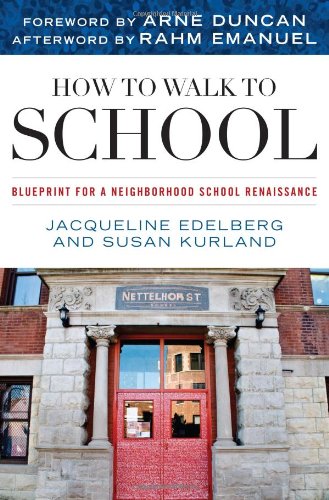 FOREWORD BY ARNE DUNCAN
AFTERWORD BY RAHM EMANUEL
HOW TO WALK TO
SCHOOL
BLUEPRINT FOR A NEIGHBORHOOD SCHOOL RENAISSANCE
JACQUELINE EDELBERG
AND SUSAN KURLAND
NETTELHORST
SCHOOL